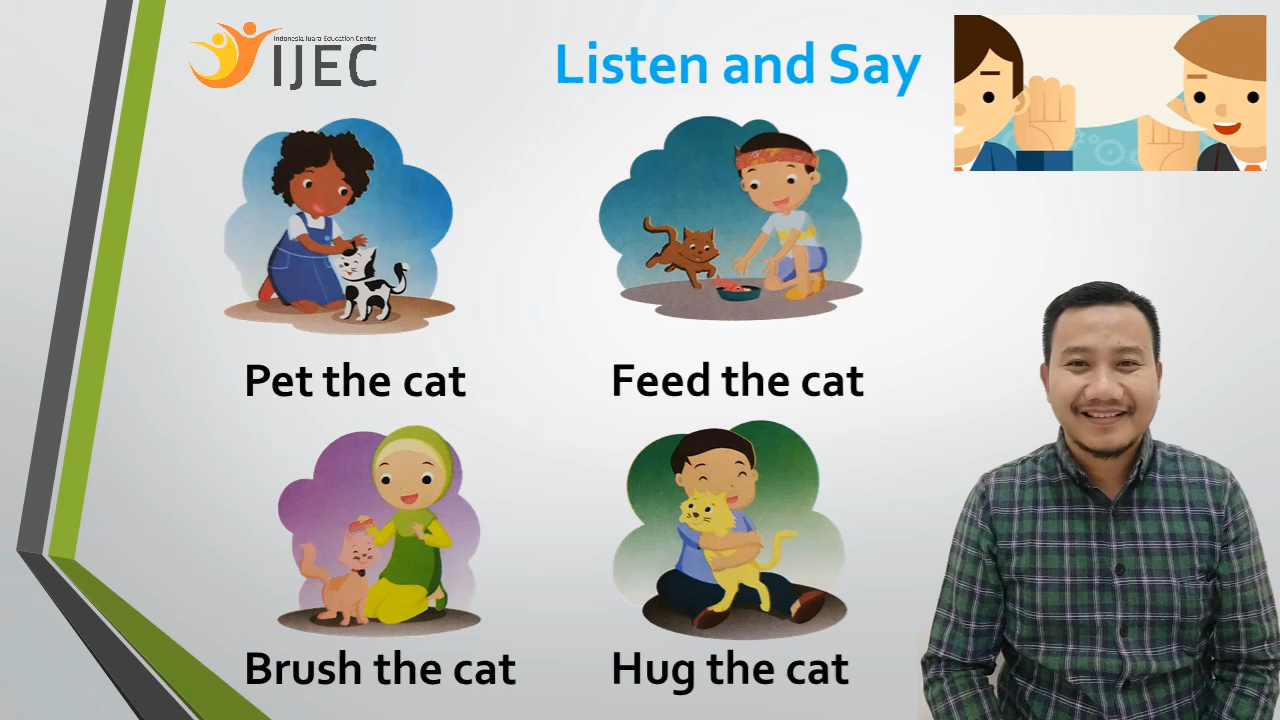 Indonesia Juara Education Center
IJEC
Listen and Say
Pet the cat
Feed the cat
Brush the cat
Hug the cat